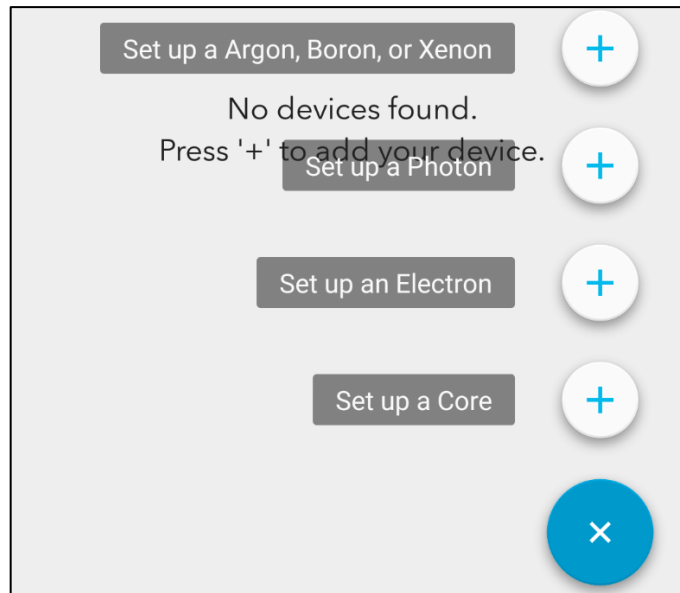 Set up a Argon, Boron, or Xenon
No devices found.
Press '+' to add your device.
Set up a Photon
Set up an Electron
Set up a Core